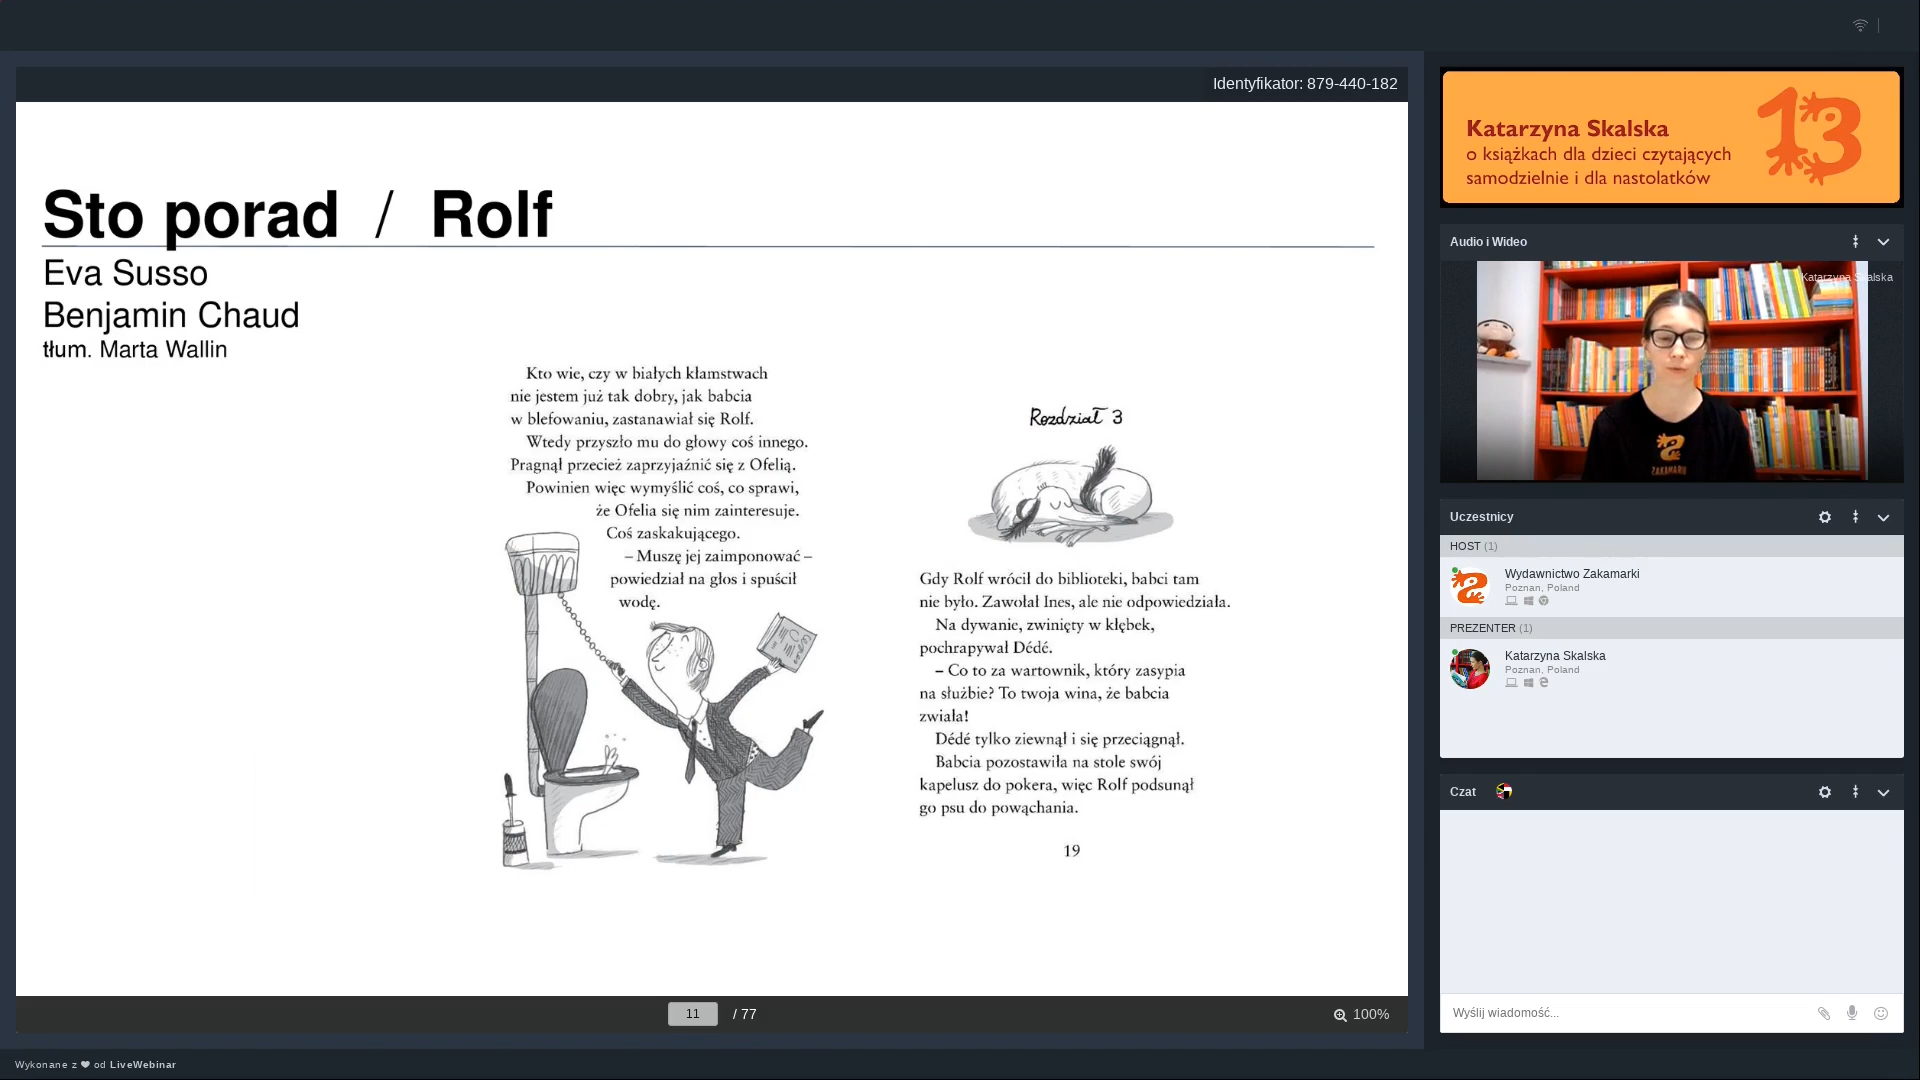 Identyfikator: 879-440-182
Sto porad / Rolf
Eva Susso
Benjamin Chaud
tłum. Marta Wallin
Kto wie, czy w białych kłamstwach
nie jestem już tak dobry, jak babcia
w blefowaniu, zastanawiał się Rolf.
Wtedy przyszło mu do głowy coś innego.
Pragnął przecież zaprzyjaźnić się z Ofelią.
Powinien więc wymyślić coś, co sprawi,
że Ofelia się nim zainteresuje.
Coś zaskakującego.
– Muszę jej zaimponować –
powiedział na głos i spuścił
wodę.
Rozdział 3
Gdy Rolf wrócił do biblioteki, babci tam
nie było. Zawołał Ines, ale nie odpowiedziała.
Na dywanie, zwinięty w kłębek,
pochrapywał Dédé.
– Co to za wartownik, który zasypia
na służbie? To twoja wina, że babcia
zwiała!
Dédé tylko ziewnął i się przeciągnął.
Babcia pozostawiła na stole swój
kapelusz do pokera, więc Rolf podsunął
go psu do powąchania.
19
11 / 77
100%
Katarzyna Skalska
o książkach dla dzieci czytających
samodzielnie i dla nastolatków
13
Audio i Wideo
Katarzyna Skalska
ZAKAMARKI
Uczestnicy
HOST (1)
Wydawnictwo Zakamarki
Poznan, Poland
PREZENTER (1)
Katarzyna Skalska
Poznan, Poland
Czat
Wyślij wiadomość...
Wykonane z ❤ od LiveWebinar